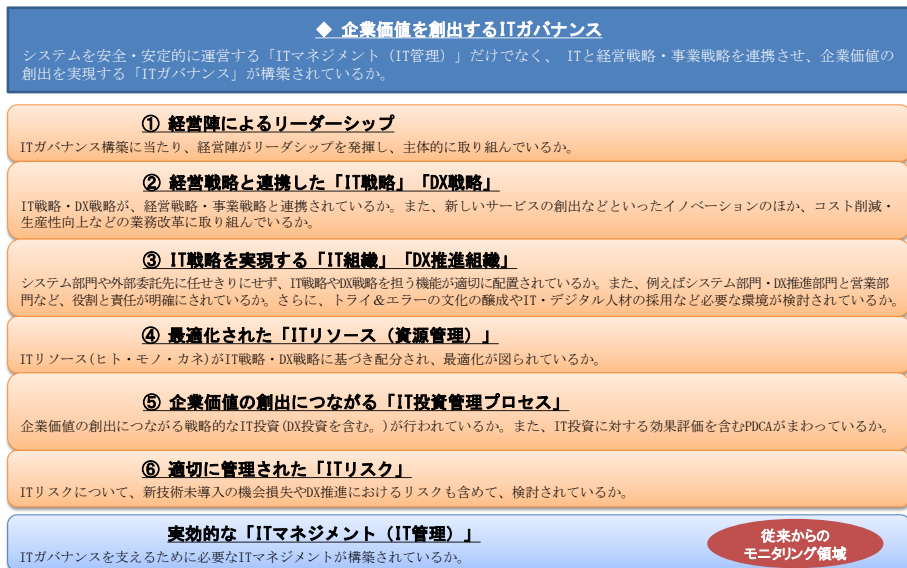 ◆ 企業価値を創出するITガバナンス
システムを安全・安定的に運営する「ITマネジメント（IT管理）」だけでなく、 ITと経営戦略・事業戦略を連携させ、企業価値の
創出を実現する「ITガバナンス」が構築されているか。
① 経営陣によるリーダーシップ
ITガバナンス構築に当たり、経営陣がリーダシップを発揮し、主体的に取り組んでいるか。
② 経営戦略と連携した「IT戦略」「DX戦略」
IT戦略・DX戦略が、経営戦略・事業戦略と連携されているか。また、新しいサービスの創出などといったイノベーションのほか、コスト削減・
生産性向上などの業務改革に取り組んでいるか。
③ IT戦略を実現する「IT組織」「DX推進組織」
システム部門や外部委託先に任せきりにせず、IT戦略やDX戦略を担う機能が適切に配置されているか。また、例えばシステム部門・DX推進部門と営業部
門など、役割と責任が明確にされているか。さらに、トライ＆エラーの文化の醸成やIT・デジタル人材の採用など必要な環境が検討されているか。
④ 最適化された「ITリソース（資源管理）」
ITリソース(ヒト・モノ・カネ)がIT戦略・DX戦略に基づき配分され、最適化が図られているか。
⑤ 企業価値の創出につながる「IT投資管理プロセス」
企業価値の創出につながる戦略的なIT投資(DX投資を含む。)が行われているか。また、IT投資に対する効果評価を含むPDCAがまわっているか。
⑥ 適切に管理された「ITリスク」
ITリスクについて、新技術未導入の機会損失やDX推進におけるリスクも含めて、検討されているか。
実効的な「ITマネジメント（IT管理）」
ITガバナンスを支えるために必要なITマネジメントが構築されているか。
従来からの
モニタリング領域